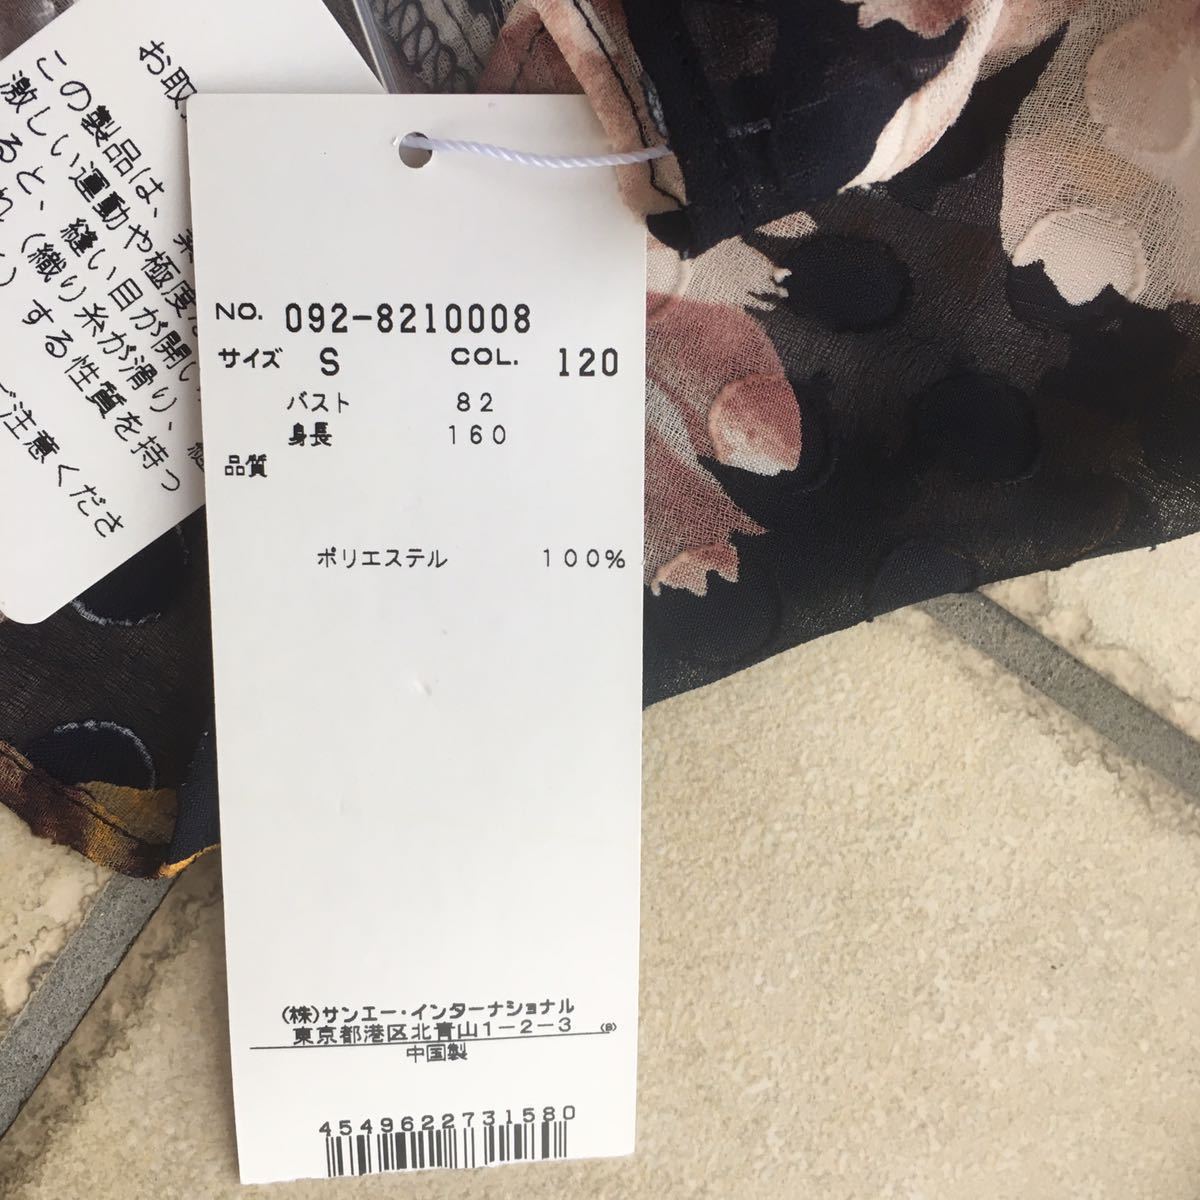 お取
この製品は、
激しい運動や極度な
ると、縫い目が開い
(織り糸が滑り、縫
する性質を持つ
ご注意くださ
NO. 092-8210008
サイズ S COL. 120
バスト 82
身長 160
品質
ポリエステル 100%
(株)サンエー・インターナショナル
東京都港区北青山1-2-3 (B)
中国製
4549622731580